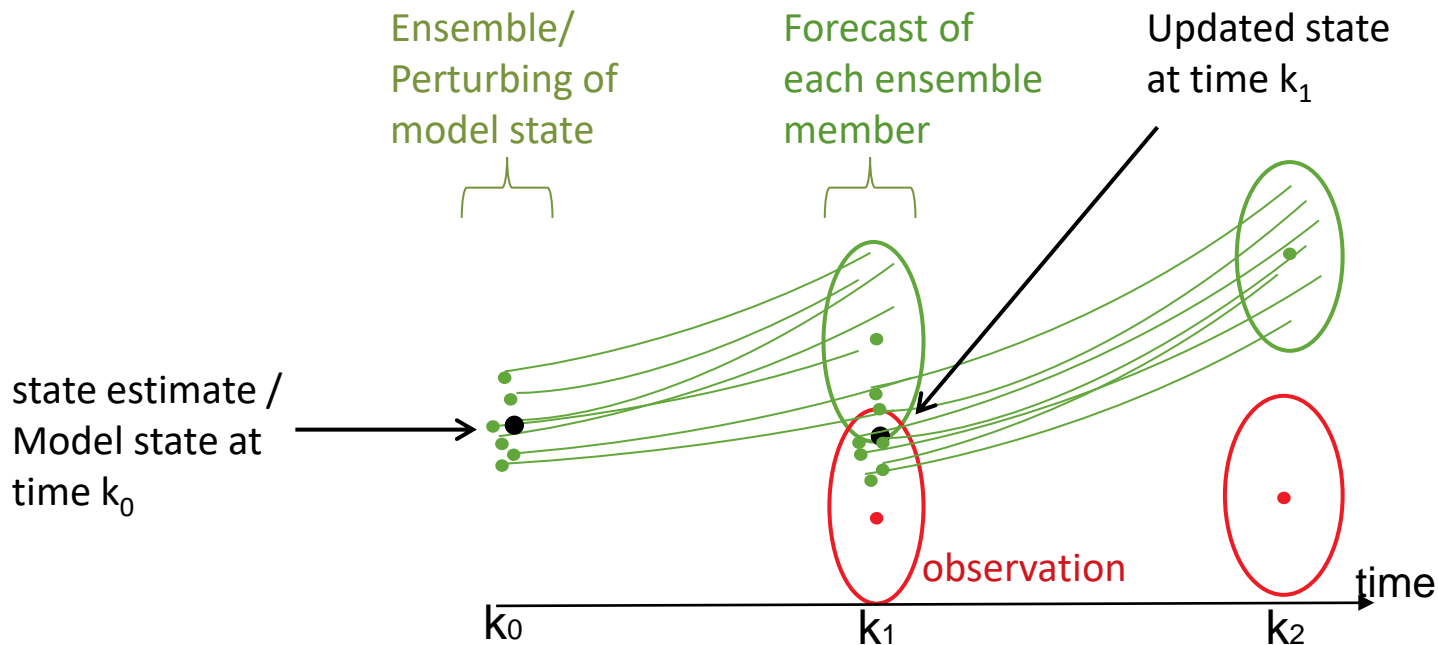 Ensemble/
Perturbing of
model state
Forecast of
each ensemble
member
Updated state
at time k₁
state estimate /
Model state at
time k₀
observation
time
k₀
k₁
k₂